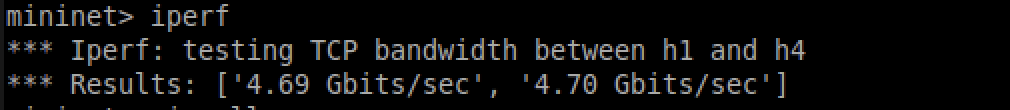 mininet> iperf
*** Iperf: testing TCP bandwidth between h1 and h4
*** Results: ['4.69 Gbits/sec', '4.70 Gbits/sec']